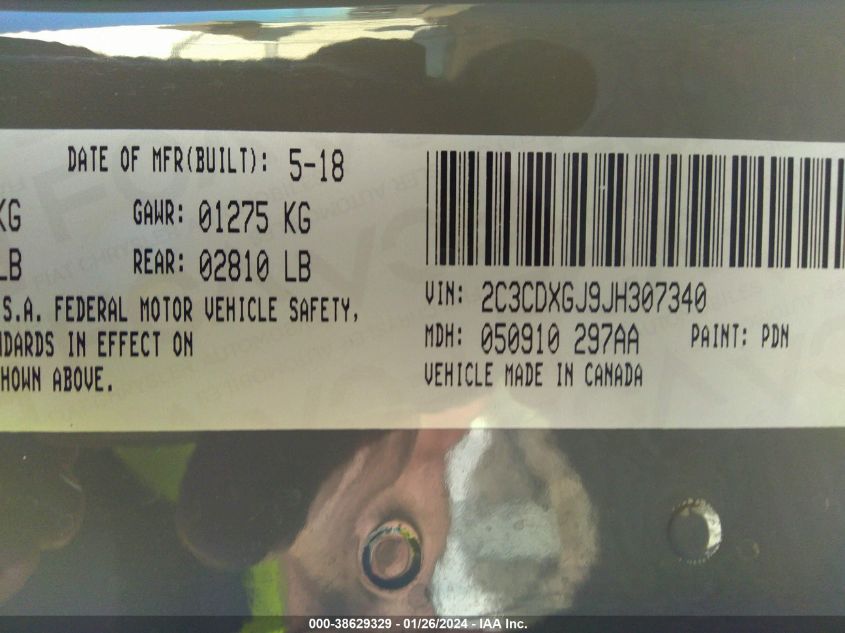 DATE OF MFR(BUILT): 5-18
KG GAWR: 01275 KG
LB REAR: 02810 LB
S.A. FEDERAL MOTOR VEHICLE SAFETY,
NDARDS IN EFFECT ON
HOWN ABOVE.
VIN: 2C3CDXGJ9JH307340
MDH: 050910 297AA PAINT: PDN
VEHICLE MADE IN CANADA
000-38629329 - 01/26/2024 - IAA Inc.